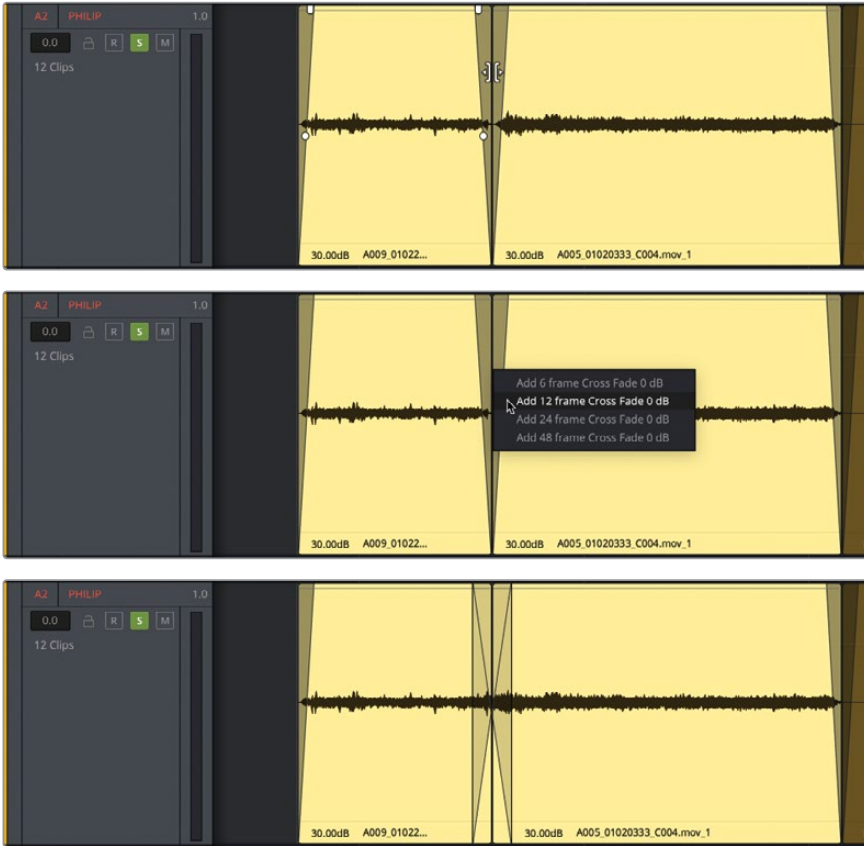 A2 PHILIP 1.0
0.0 R S M
12 Clips
30.00dB A009_01022... 30.00dB A005_01020333_C004.mov_1
A2 PHILIP 1.0
0.0 R S M
12 Clips
Add 6 frame Cross Fade 0 dB
Add 12 frame Cross Fade 0 dB
Add 24 frame Cross Fade 0 dB
Add 48 frame Cross Fade 0 dB
30.00dB A009_01022... 30.00dB A005_01020333_C004.mov_1
A2 PHILIP 1.0
0.0 R S M
12 Clips
30.00dB A009_01022... 30.00dB A005_01020333_C004.mov_1